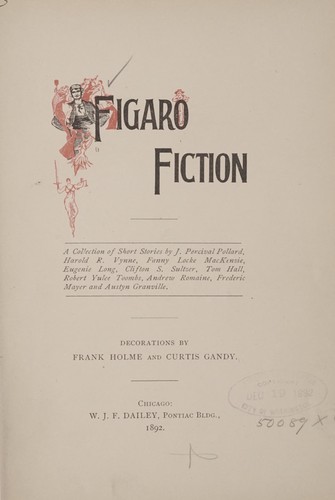 FIGARO
FICTION
A Collection of Short Stories by J. Percival Pollard,
Harold R. Vynne, Fanny Locke MacKensie,
Eugenie Long, Clifton S. Sultzer, Tom Hall,
Robert Yulee Toombs, Andrew Romaine, Frederic
Mayer and Austyn Granville.
DECORATIONS BY
FRANK HOLME AND CURTIS GANDY.
CHICAGO:
W. J. F. DAILEY, PONTIAC BLDG.,
1892.
50089 X